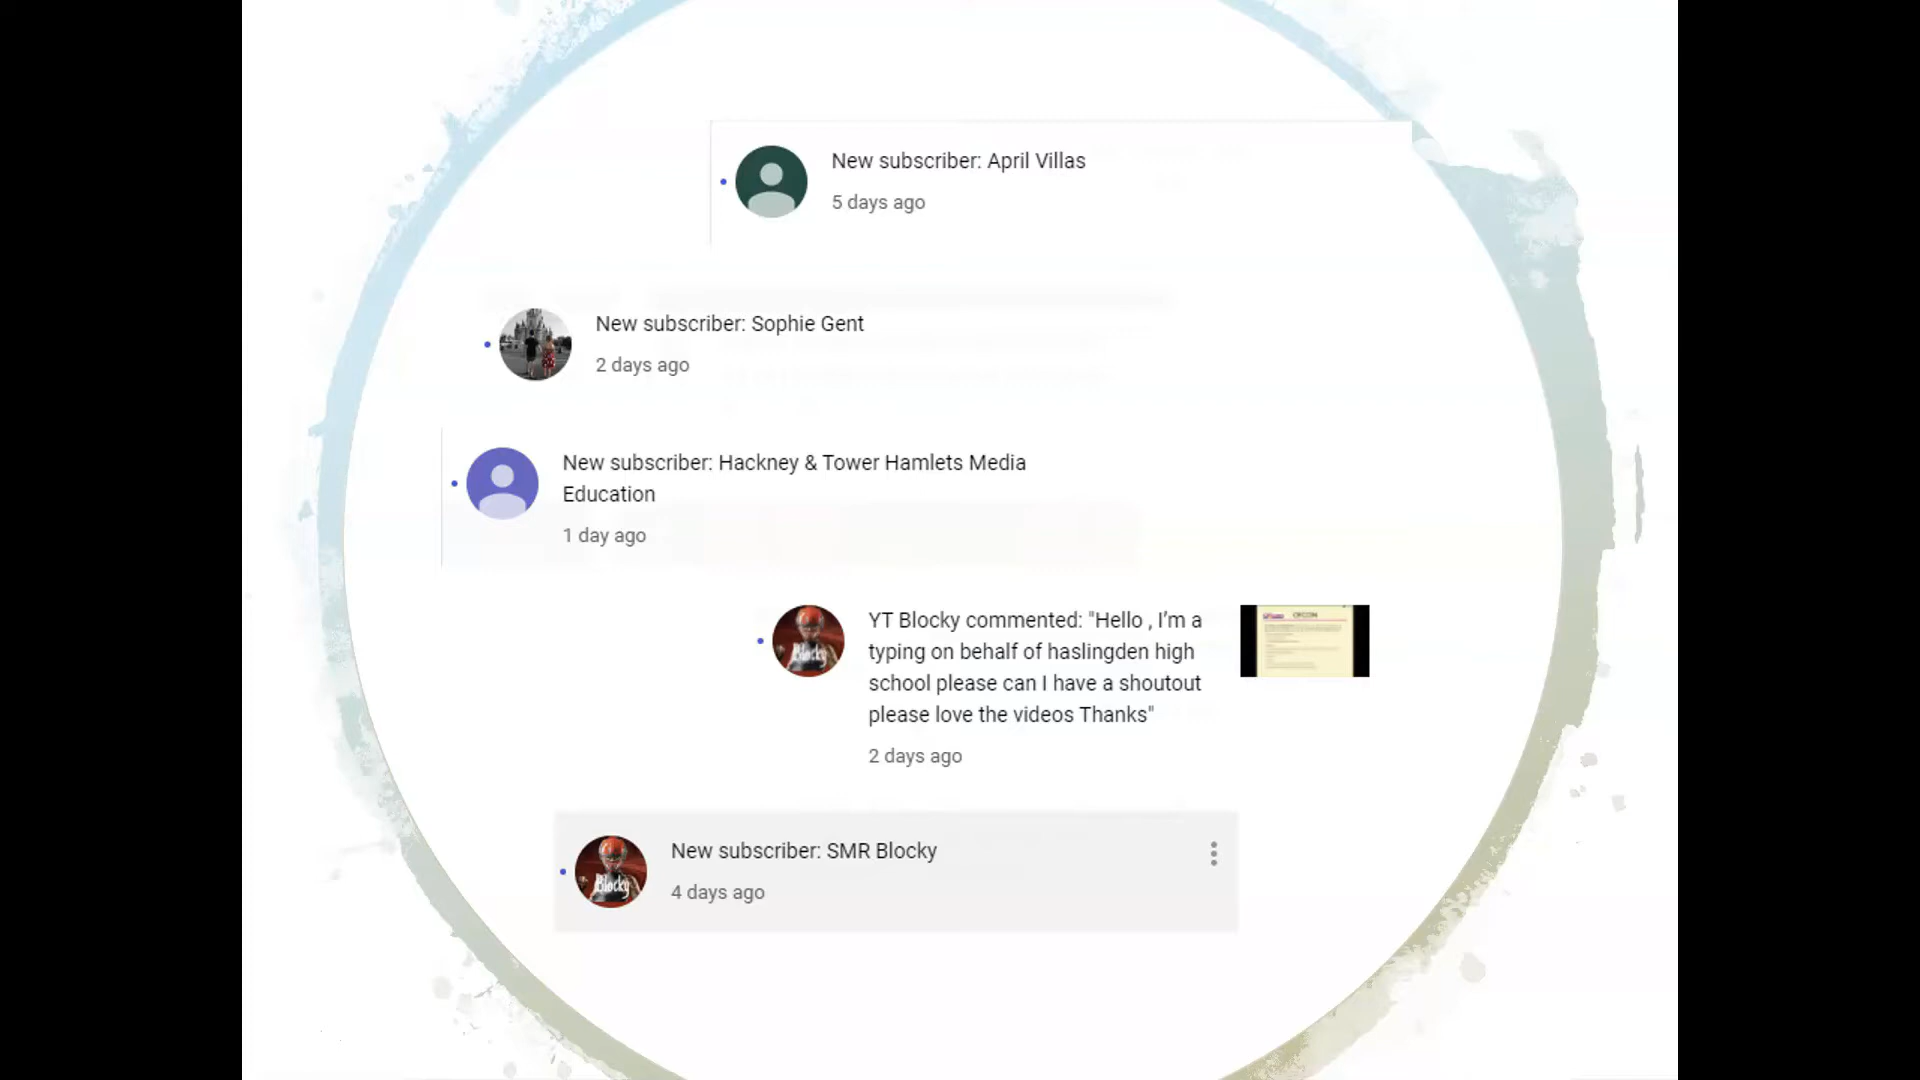 New subscriber: April Villas
5 days ago
New subscriber: Sophie Gent
2 days ago
New subscriber: Hackney & Tower Hamlets Media
Education
1 day ago
YT Blocky commented: "Hello , I’m a
typing on behalf of haslingden high
school please can I have a shoutout
please love the videos Thanks"
2 days ago
New subscriber: SMR Blocky
4 days ago
Blocky
Blocky